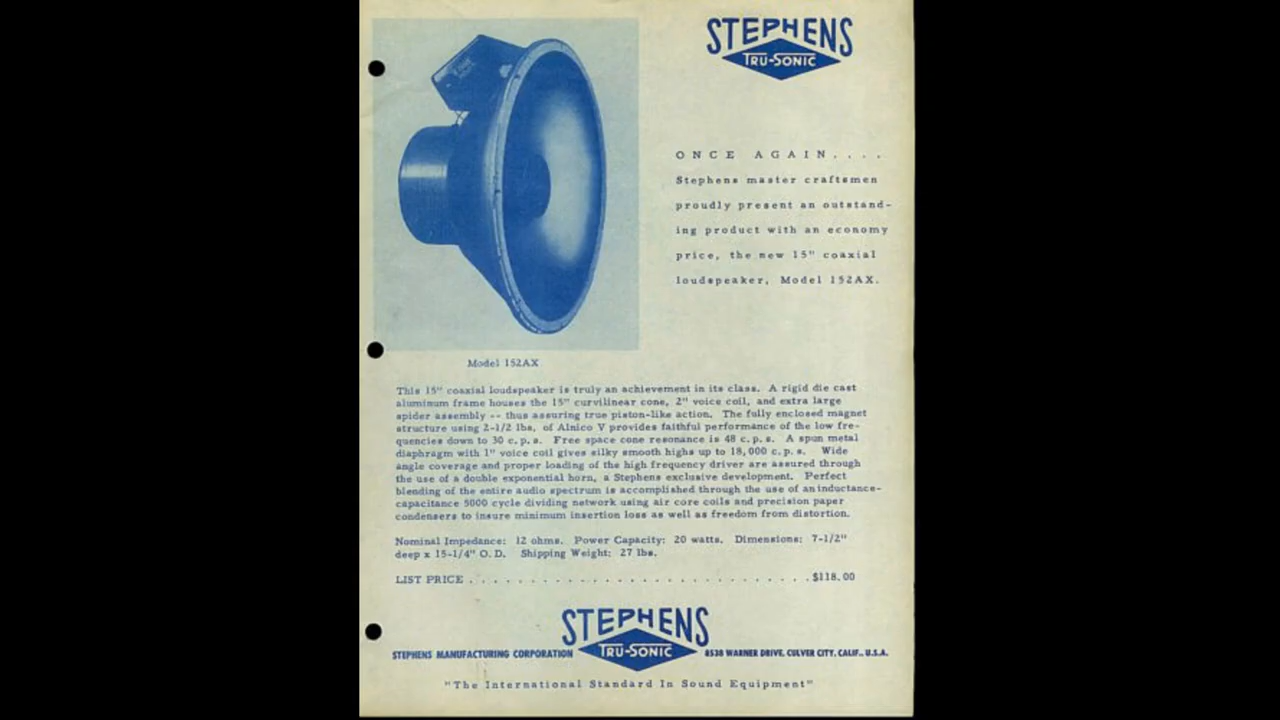 STEPHENS
TRU-SONIC
ONCE AGAIN....
Stephens master craftsmen
proudly present an outstand-
ing product with an economy
price, the new 15" coaxial
loudspeaker, Model 152AX.
Model 152AX
This 15" coaxial loudspeaker is truly an achievement in its class. A rigid die cast
aluminum frame houses the 15" curvilinear cone, 2" voice coil, and extra large
spider assembly -- thus assuring true piston-like action. The fully enclosed magnet
structure using 2-1/2 lbs. of Alnico V provides faithful performance of the low fre-
quencies down to 30 c.p.s. Free space cone resonance is 48 c.p.s. A spun metal
diaphragm with 1" voice coil gives silky smooth highs up to 18,000 c.p.s. Wide
angle coverage and proper loading of the high frequency driver are assured through
the use of a double exponential horn, a Stephens exclusive development. Perfect
blending of the entire audio spectrum is accomplished through the use of an inductance-
capacitance 5000 cycle dividing network using air core coils and precision paper
condensers to insure minimum insertion loss as well as freedom from distortion.
Nominal Impedance: 12 ohms. Power Capacity: 20 watts. Dimensions: 7-1/2"
deep x 15-1/4" O.D. Shipping Weight: 27 lbs.
LIST PRICE . . . . . . . . . . . . . . . . . . . . . . . . . . . . $118.00
STEPHENS
STEPHENS MANUFACTURING CORPORATION TRU-SONIC 8538 WARNER DRIVE, CULVER CITY, CALIF., U.S.A.
"The International Standard In Sound Equipment"